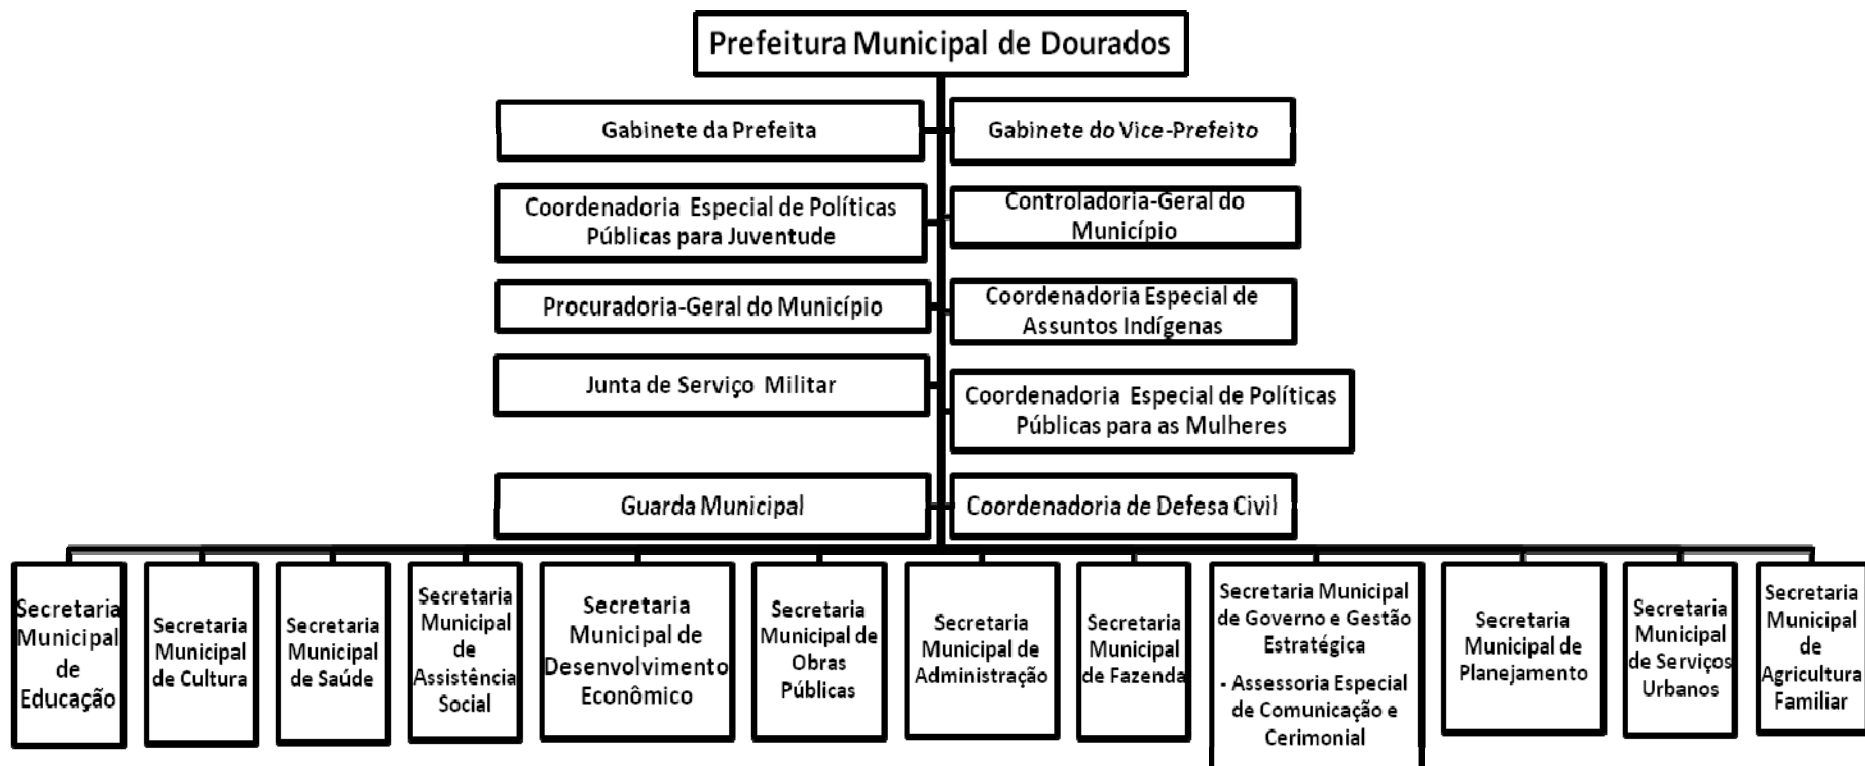 Prefeitura Municipal de Dourados
Gabinete da Prefeita
Gabinete do Vice-Prefeito
Coordenadoria Especial de Políticas
Públicas para Juventude
Controladoria-Geral do
Município
Procuradoria-Geral do Município
Coordenadoria Especial de
Assuntos Indígenas
Junta de Serviço Militar
Coordenadoria Especial de Políticas
Públicas para as Mulheres
Guarda Municipal
Coordenadoria de Defesa Civil
Secretaria
Municipal
de
Educação
Secretaria
Municipal
de Cultura
Secretaria
Municipal
de Saúde
Secretaria
Municipal
de
Assistência
Social
Secretaria
Municipal de
Desenvolvimento
Econômico
Secretaria
Municipal de
Obras
Públicas
Secretaria
Municipal de
Administração
Secretaria
Municipal
de Fazenda
Secretaria Municipal
de Governo e Gestão
Estratégica
- Assessoria Especial
de Comunicação e
Cerimonial
Secretaria
Municipal de
Planejamento
Secretaria
Municipal
de Serviços
Urbanos
Secretaria
Municipal
de
Agricultura
Familiar